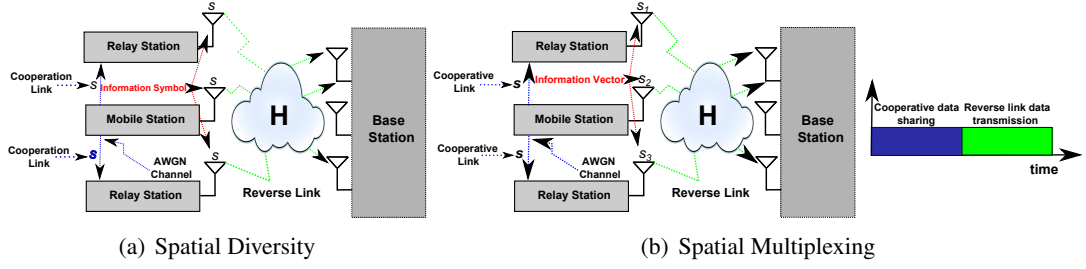 s
Relay Station
Cooperation
Link
s
Information Symbol
s
Mobile Station
Cooperation
Link
s
AWGN
Channel
s
Relay Station
H
Reverse Link
Base
Station
(a) Spatial Diversity
s1
Relay Station
Cooperative
Link
s
Information Vector
s2
Mobile Station
Cooperative
Link
s
AWGN
Channel
s3
Relay Station
H
Reverse Link
Base
Station
Cooperative data
sharing
Reverse link data
transmission
time
(b) Spatial Multiplexing